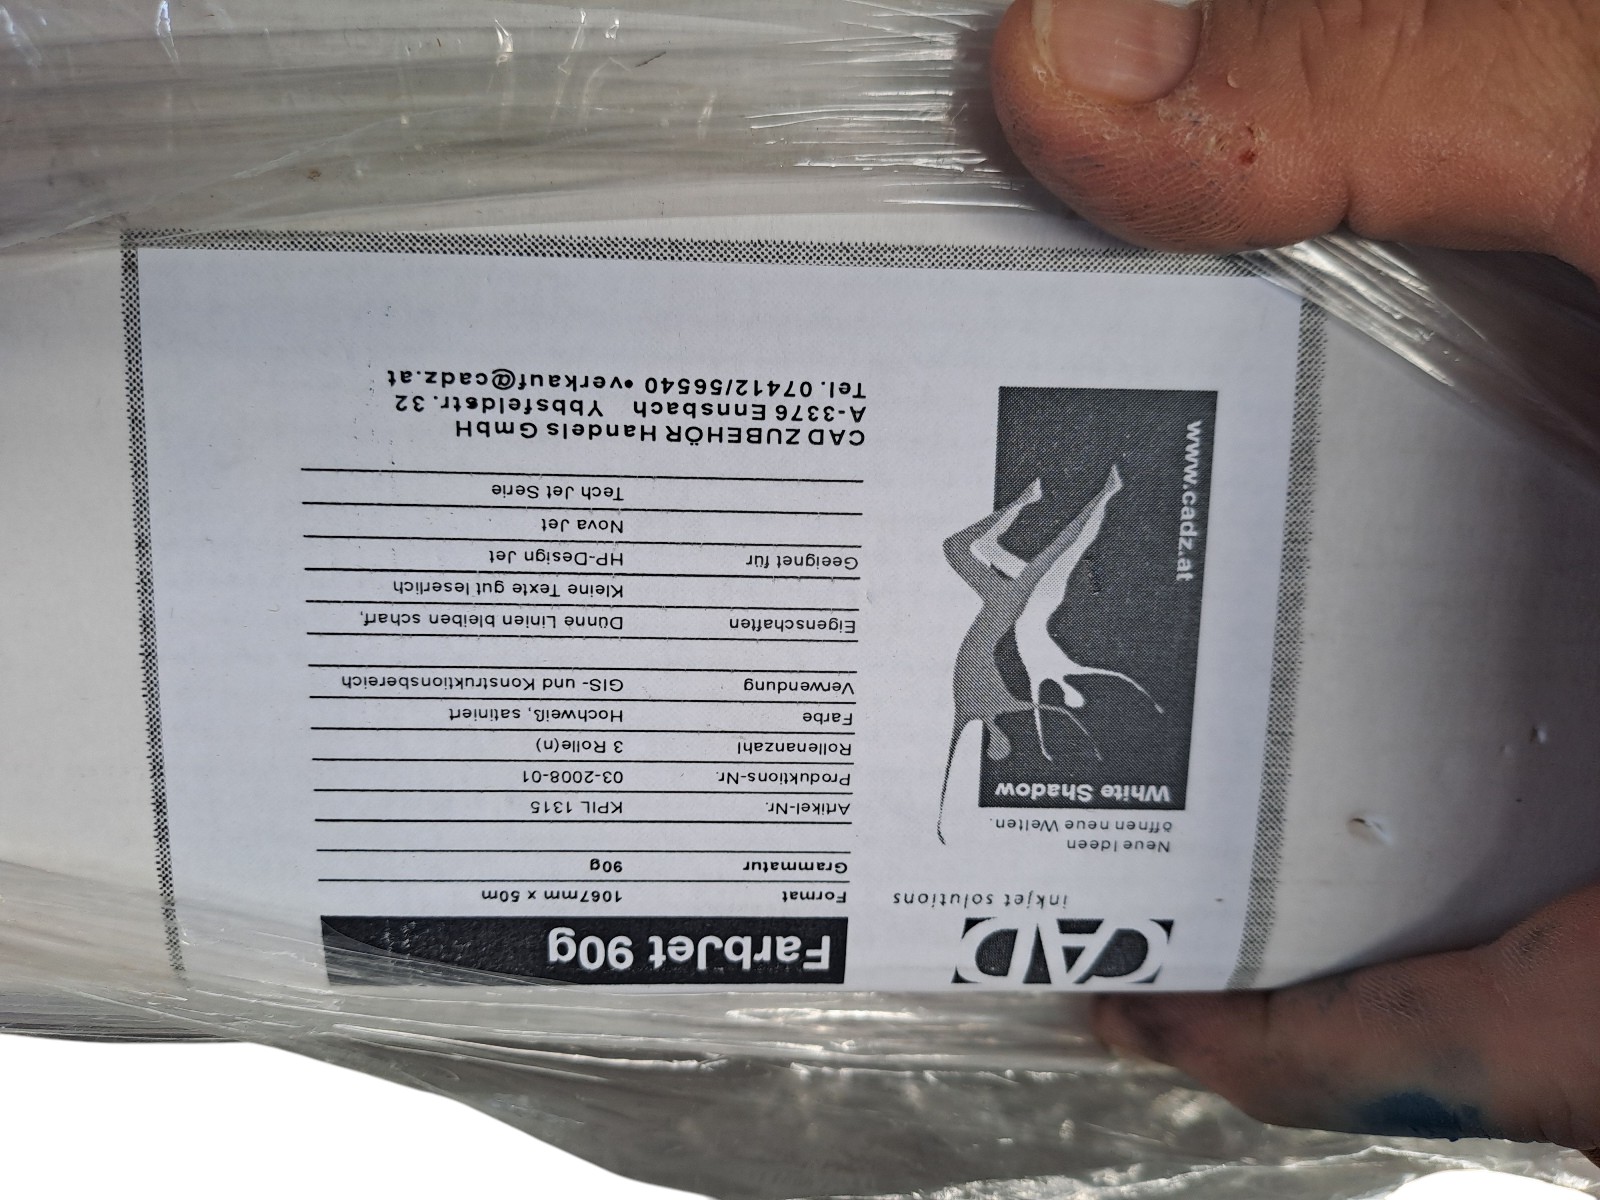 CAD
inkjet solutions
Neue Ideen
öffnen neue Welten.
White Shadow
www.cadz.at
FarbJet 90g
Format 1067mm x 50m
Grammatur 90g
Artikel-Nr. KPIL 1315
Produktions-Nr. 03-2008-01
Rollenanzahl 3 Rolle(n)
Farbe Hochweiß, satiniert
Verwendung GIS- und Konstruktionsbereich
Eigenschaften Dünne Linien bleiben scharf,
Kleine Texte gut leserlich
Geeignet für HP-Design Jet
Nova Jet
Tech Jet Serie
CAD ZUBEHÖR Handels GmbH
A-3376 Ennsbach Ybbsfeldstr. 32
Tel. 07412/56540 • verkauf@cadz.at